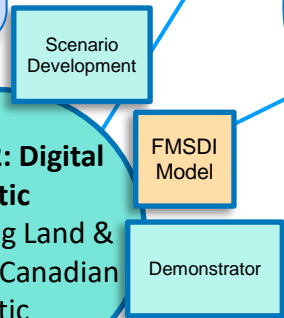 Scenario
Development
: Digital
tic
FMSDI
Model
g Land &
Canadian
tic
Demonstrator